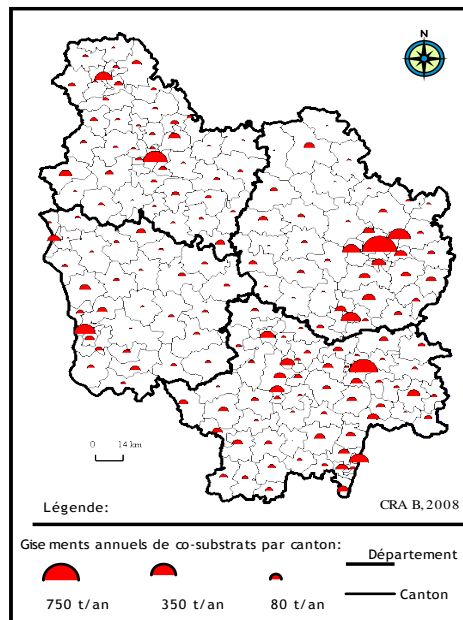 N
0 14 km
Légende:
CRA B, 2008
Gisements annuels de co-substrats par canton:
Département
Canton
750 t/an 350 t/an 80 t/an